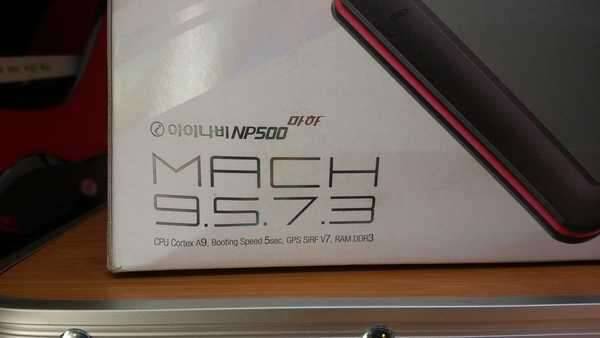 아이나비 NP500 마하
MACH
9.5.7.3
CPU Cortex A9, Booting Speed 5sec, GPS SiRF V7, RAM DDR3